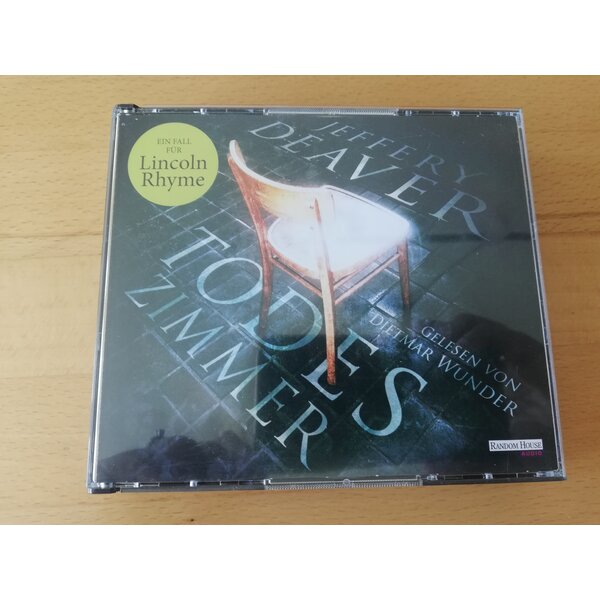 EIN FALL
FÜR
Lincoln
Rhyme
JEFFERY
DEAVER
TODES
ZIMMER
GELESEN VON
DIETMAR WUNDER
RANDOM HOUSE
AUDIO